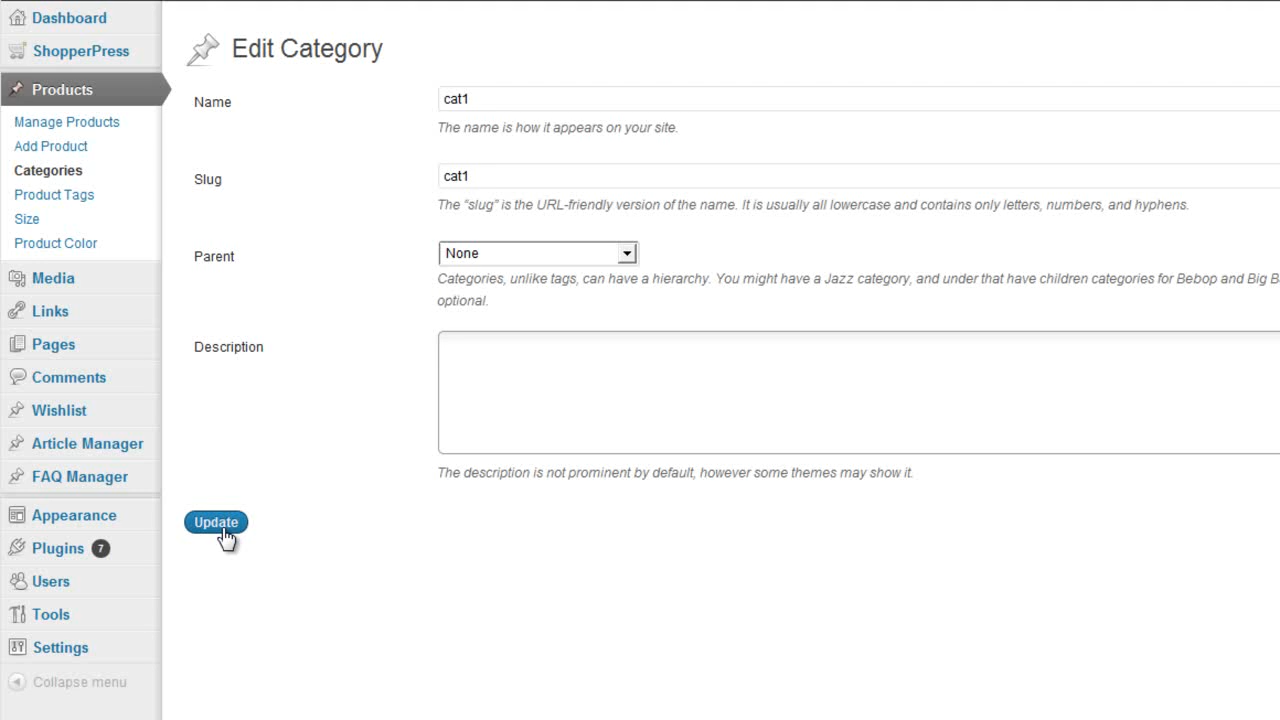 Dashboard
ShopperPress
Products
Manage Products
Add Product
Categories
Product Tags
Size
Product Color
Media
Links
Pages
Comments
Wishlist
Article Manager
FAQ Manager
Appearance
Plugins 7
Users
Tools
Settings
Collapse menu
Edit Category
Name
cat1
The name is how it appears on your site.
Slug
cat1
The “slug” is the URL-friendly version of the name. It is usually all lowercase and contains only letters, numbers, and hyphens.
Parent
None
Categories, unlike tags, can have a hierarchy. You might have a Jazz category, and under that have children categories for Bebop and Big
optional.
Description
The description is not prominent by default, however some themes may show it.
Update